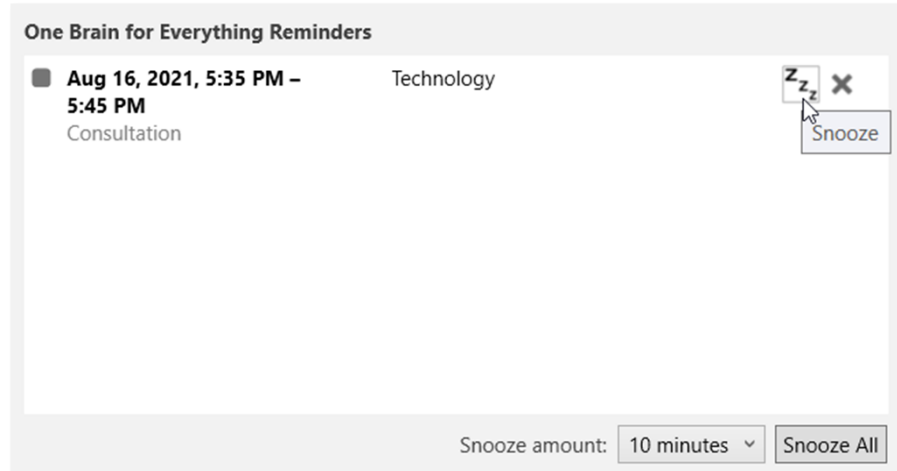 One Brain for Everything Reminders
Aug 16, 2021, 5:35 PM –
5:45 PM
Technology
Consultation
zzz
Snooze
Snooze amount: 10 minutes Snooze All